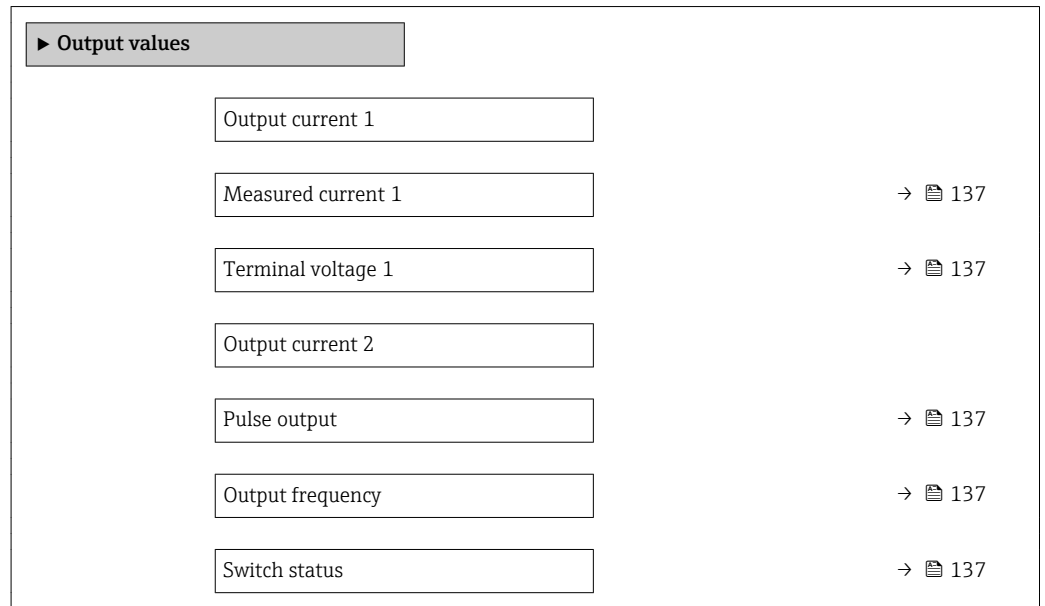 ▶ Output values
Output current 1
Measured current 1 → 137
Terminal voltage 1 → 137
Output current 2
Pulse output → 137
Output frequency → 137
Switch status → 137